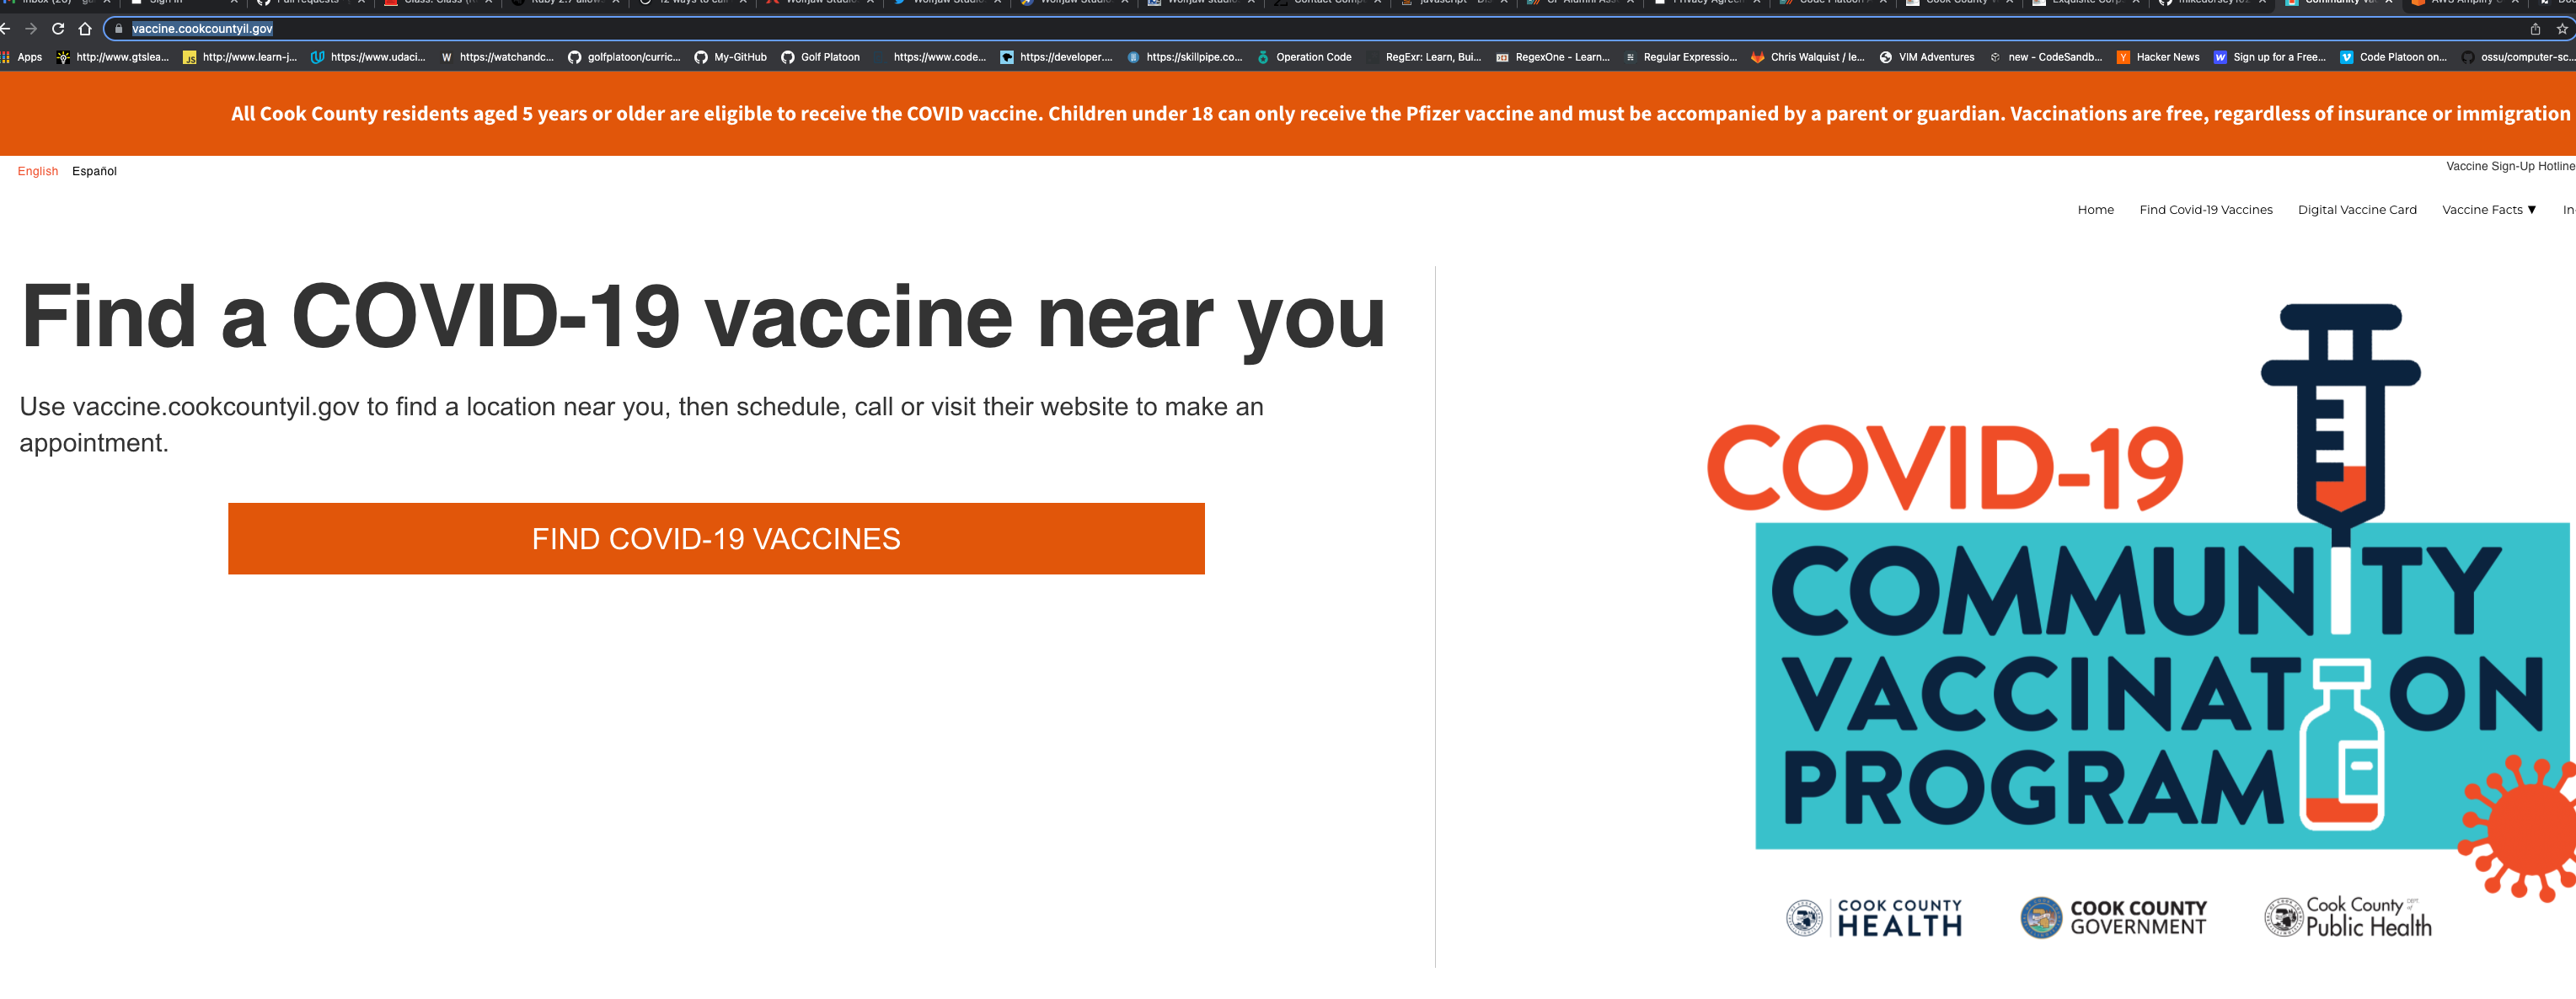 vaccine.cookcountyil.gov
Apps http://www.gtslea... http://www.learn-j... https://www.udaci... https://watchandc... golfplatoon/curric... My-GitHub Golf Platoon https://www.code... https://developer.... https://skillpipe.co... Operation Code RegExr: Learn, Bui... RegexOne - Learn... Regular Expressio... Chris Walquist / le... VIM Adventures new - CodeSandb... Hacker News Sign up for a Free... Code Platoon on... ossu/computer-sc...
All Cook County residents aged 5 years or older are eligible to receive the COVID vaccine. Children under 18 can only receive the Pfizer vaccine and must be accompanied by a parent or guardian. Vaccinations are free, regardless of insurance or immigration
English Español
Vaccine Sign-Up Hotline
Home Find Covid-19 Vaccines Digital Vaccine Card Vaccine Facts ▼ In
Find a COVID-19 vaccine near you
Use vaccine.cookcountyil.gov to find a location near you, then schedule, call or visit their website to make an
appointment.
FIND COVID-19 VACCINES
COVID-19
COMMUNITY
VACCINATION
PROGRAM
COOK COUNTY
HEALTH
COOK COUNTY
GOVERNMENT
Cook County DEPT of
Public Health